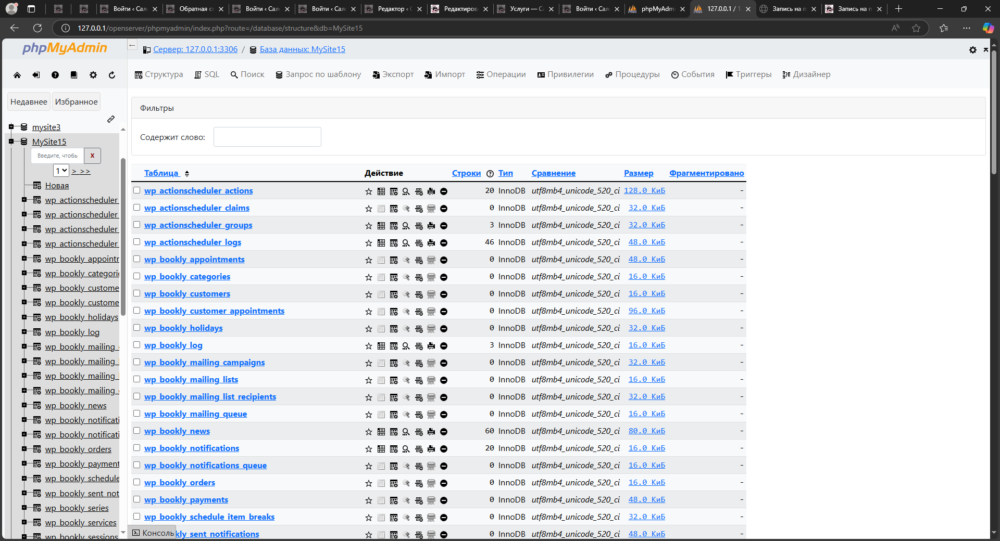 Войти ‹ Сал
Обратная с
Войти ‹ Сал
Войти ‹ Сал
Редактор ‹
Редактиров
Услуги — С
Войти ‹ Сал
phpMyAdm
127.0.0.1 / 1
Запись на п
Запись на п
127.0.0.1/openserver/phpmyadmin/index.php?route=/database/structure&db=MySite15
phpMyAdmin
Недавнее Избранное
mysite3
MySite15
Введите, чтобы X
1 > >>
Новая
wp_actionscheduler_
wp_actionscheduler_
wp_actionscheduler_
wp_actionscheduler_
wp_bookly_appointr
wp_bookly_categori
wp_bookly_custome
wp_bookly_custome
wp_bookly_holidays
wp_bookly_log
wp_bookly_mailing_
wp_bookly_mailing_
wp_bookly_mailing_
wp_bookly_mailing_
wp_bookly_news
wp_bookly_notificati
wp_bookly_notificati
wp_bookly_orders
wp_bookly_payment
wp_bookly_schedule
wp_bookly_sent_not
wp_bookly_series
wp_bookly_services
wp_bookly_sessions
Сервер: 127.0.0.1:3306 / База данных: MySite15
Структура SQL Поиск Запрос по шаблону Экспорт Импорт Операции Привилегии Процедуры События Триггеры Дизайнер
Фильтры
Содержит слово:
Таблица Действие Строки Тип Сравнение Размер Фрагментировано
wp_actionscheduler_actions 20 InnoDB utf8mb4_unicode_520_ci 128.0 КиБ -
wp_actionscheduler_claims 0 InnoDB utf8mb4_unicode_520_ci 32.0 КиБ -
wp_actionscheduler_groups 3 InnoDB utf8mb4_unicode_520_ci 32.0 КиБ -
wp_actionscheduler_logs 46 InnoDB utf8mb4_unicode_520_ci 48.0 КиБ -
wp_bookly_appointments 0 InnoDB utf8mb4_unicode_520_ci 48.0 КиБ -
wp_bookly_categories 0 InnoDB utf8mb4_unicode_520_ci 16.0 КиБ -
wp_bookly_customers 0 InnoDB utf8mb4_unicode_520_ci 16.0 КиБ -
wp_bookly_customer_appointments 0 InnoDB utf8mb4_unicode_520_ci 96.0 КиБ -
wp_bookly_holidays 0 InnoDB utf8mb4_unicode_520_ci 32.0 КиБ -
wp_bookly_log 3 InnoDB utf8mb4_unicode_520_ci 16.0 КиБ -
wp_bookly_mailing_campaigns 0 InnoDB utf8mb4_unicode_520_ci 32.0 КиБ -
wp_bookly_mailing_lists 0 InnoDB utf8mb4_unicode_520_ci 16.0 КиБ -
wp_bookly_mailing_list_recipients 0 InnoDB utf8mb4_unicode_520_ci 32.0 КиБ -
wp_bookly_mailing_queue 0 InnoDB utf8mb4_unicode_520_ci 16.0 КиБ -
wp_bookly_news 60 InnoDB utf8mb4_unicode_520_ci 80.0 КиБ -
wp_bookly_notifications 20 InnoDB utf8mb4_unicode_520_ci 16.0 КиБ -
wp_bookly_notifications_queue 0 InnoDB utf8mb4_unicode_520_ci 16.0 КиБ -
wp_bookly_orders 0 InnoDB utf8mb4_unicode_520_ci 16.0 КиБ -
wp_bookly_payments 0 InnoDB utf8mb4_unicode_520_ci 48.0 КиБ -
wp_bookly_schedule_item_breaks 0 InnoDB utf8mb4_unicode_520_ci 32.0 КиБ -
kly_sent_notifications 0 InnoDB utf8mb4_unicode_520_ci 48.0 КиБ -
Консоль